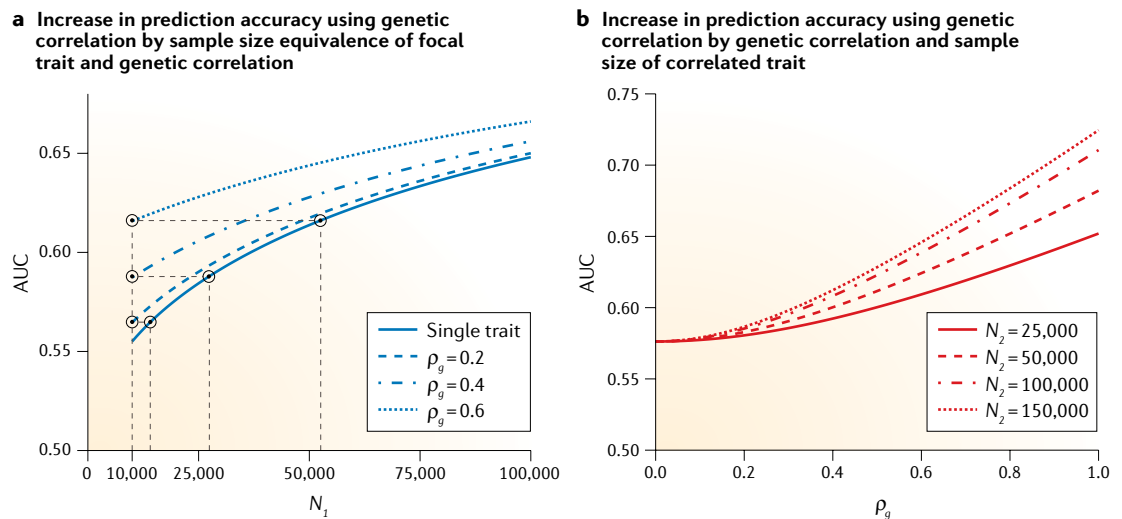 a Increase in prediction accuracy using genetic
correlation by sample size equivalence of focal
trait and genetic correlation
AUC
0.65
0.60
0.55
0.50
0
10,000
25,000
50,000
75,000
100,000
N₁
Single trait
ρg = 0.2
ρg = 0.4
ρg = 0.6
b Increase in prediction accuracy using genetic
correlation by genetic correlation and sample
size of correlated trait
AUC
0.75
0.70
0.65
0.60
0.55
0.50
0.0
0.2
0.4
0.6
0.8
1.0
ρg
N₂ = 25,000
N₂ = 50,000
N₂ = 100,000
N₂ = 150,000